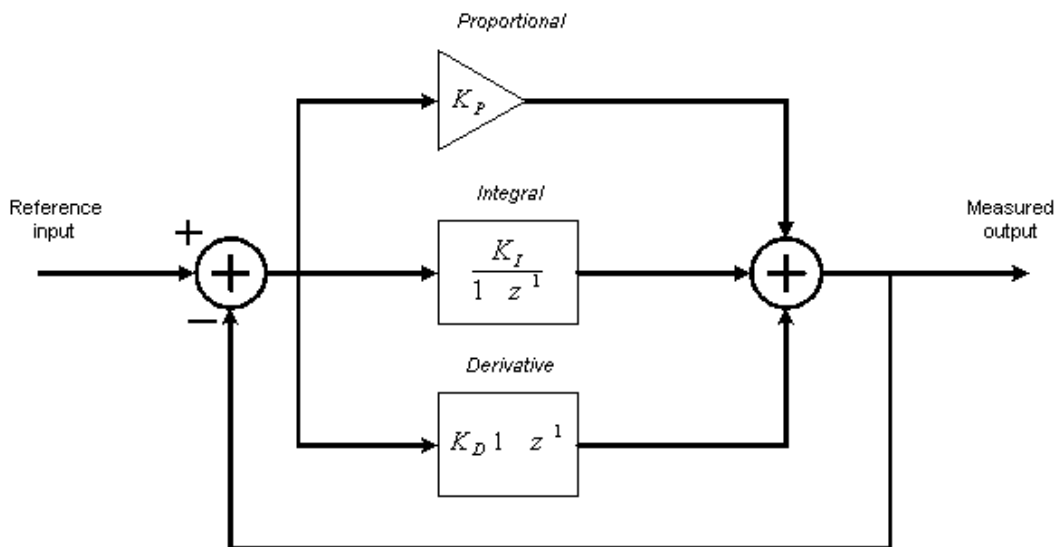 Proportional
K_P
Integral
Reference
input
Measured
output
+
+
+
−
K_I
1 z^1
Derivative
K_D 1 z^1